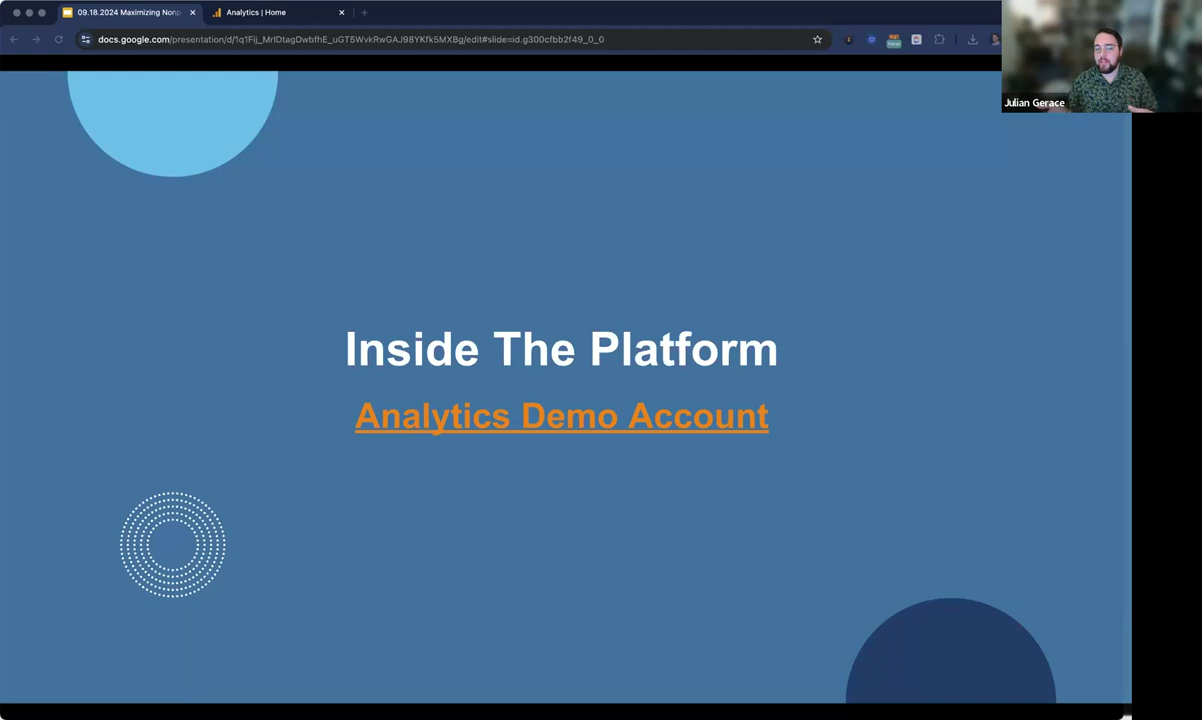 09.18.2024 Maximizing Nonp
Analytics | Home
docs.google.com/presentation/d/1q1Fij_MrIDtagDwbfhE_uGT5WvkRwGAJ98YKfk5MXBg/edit#slide=id.g300cfbb2f49_0_0
Julian Gerace
Inside The Platform
Analytics Demo Account